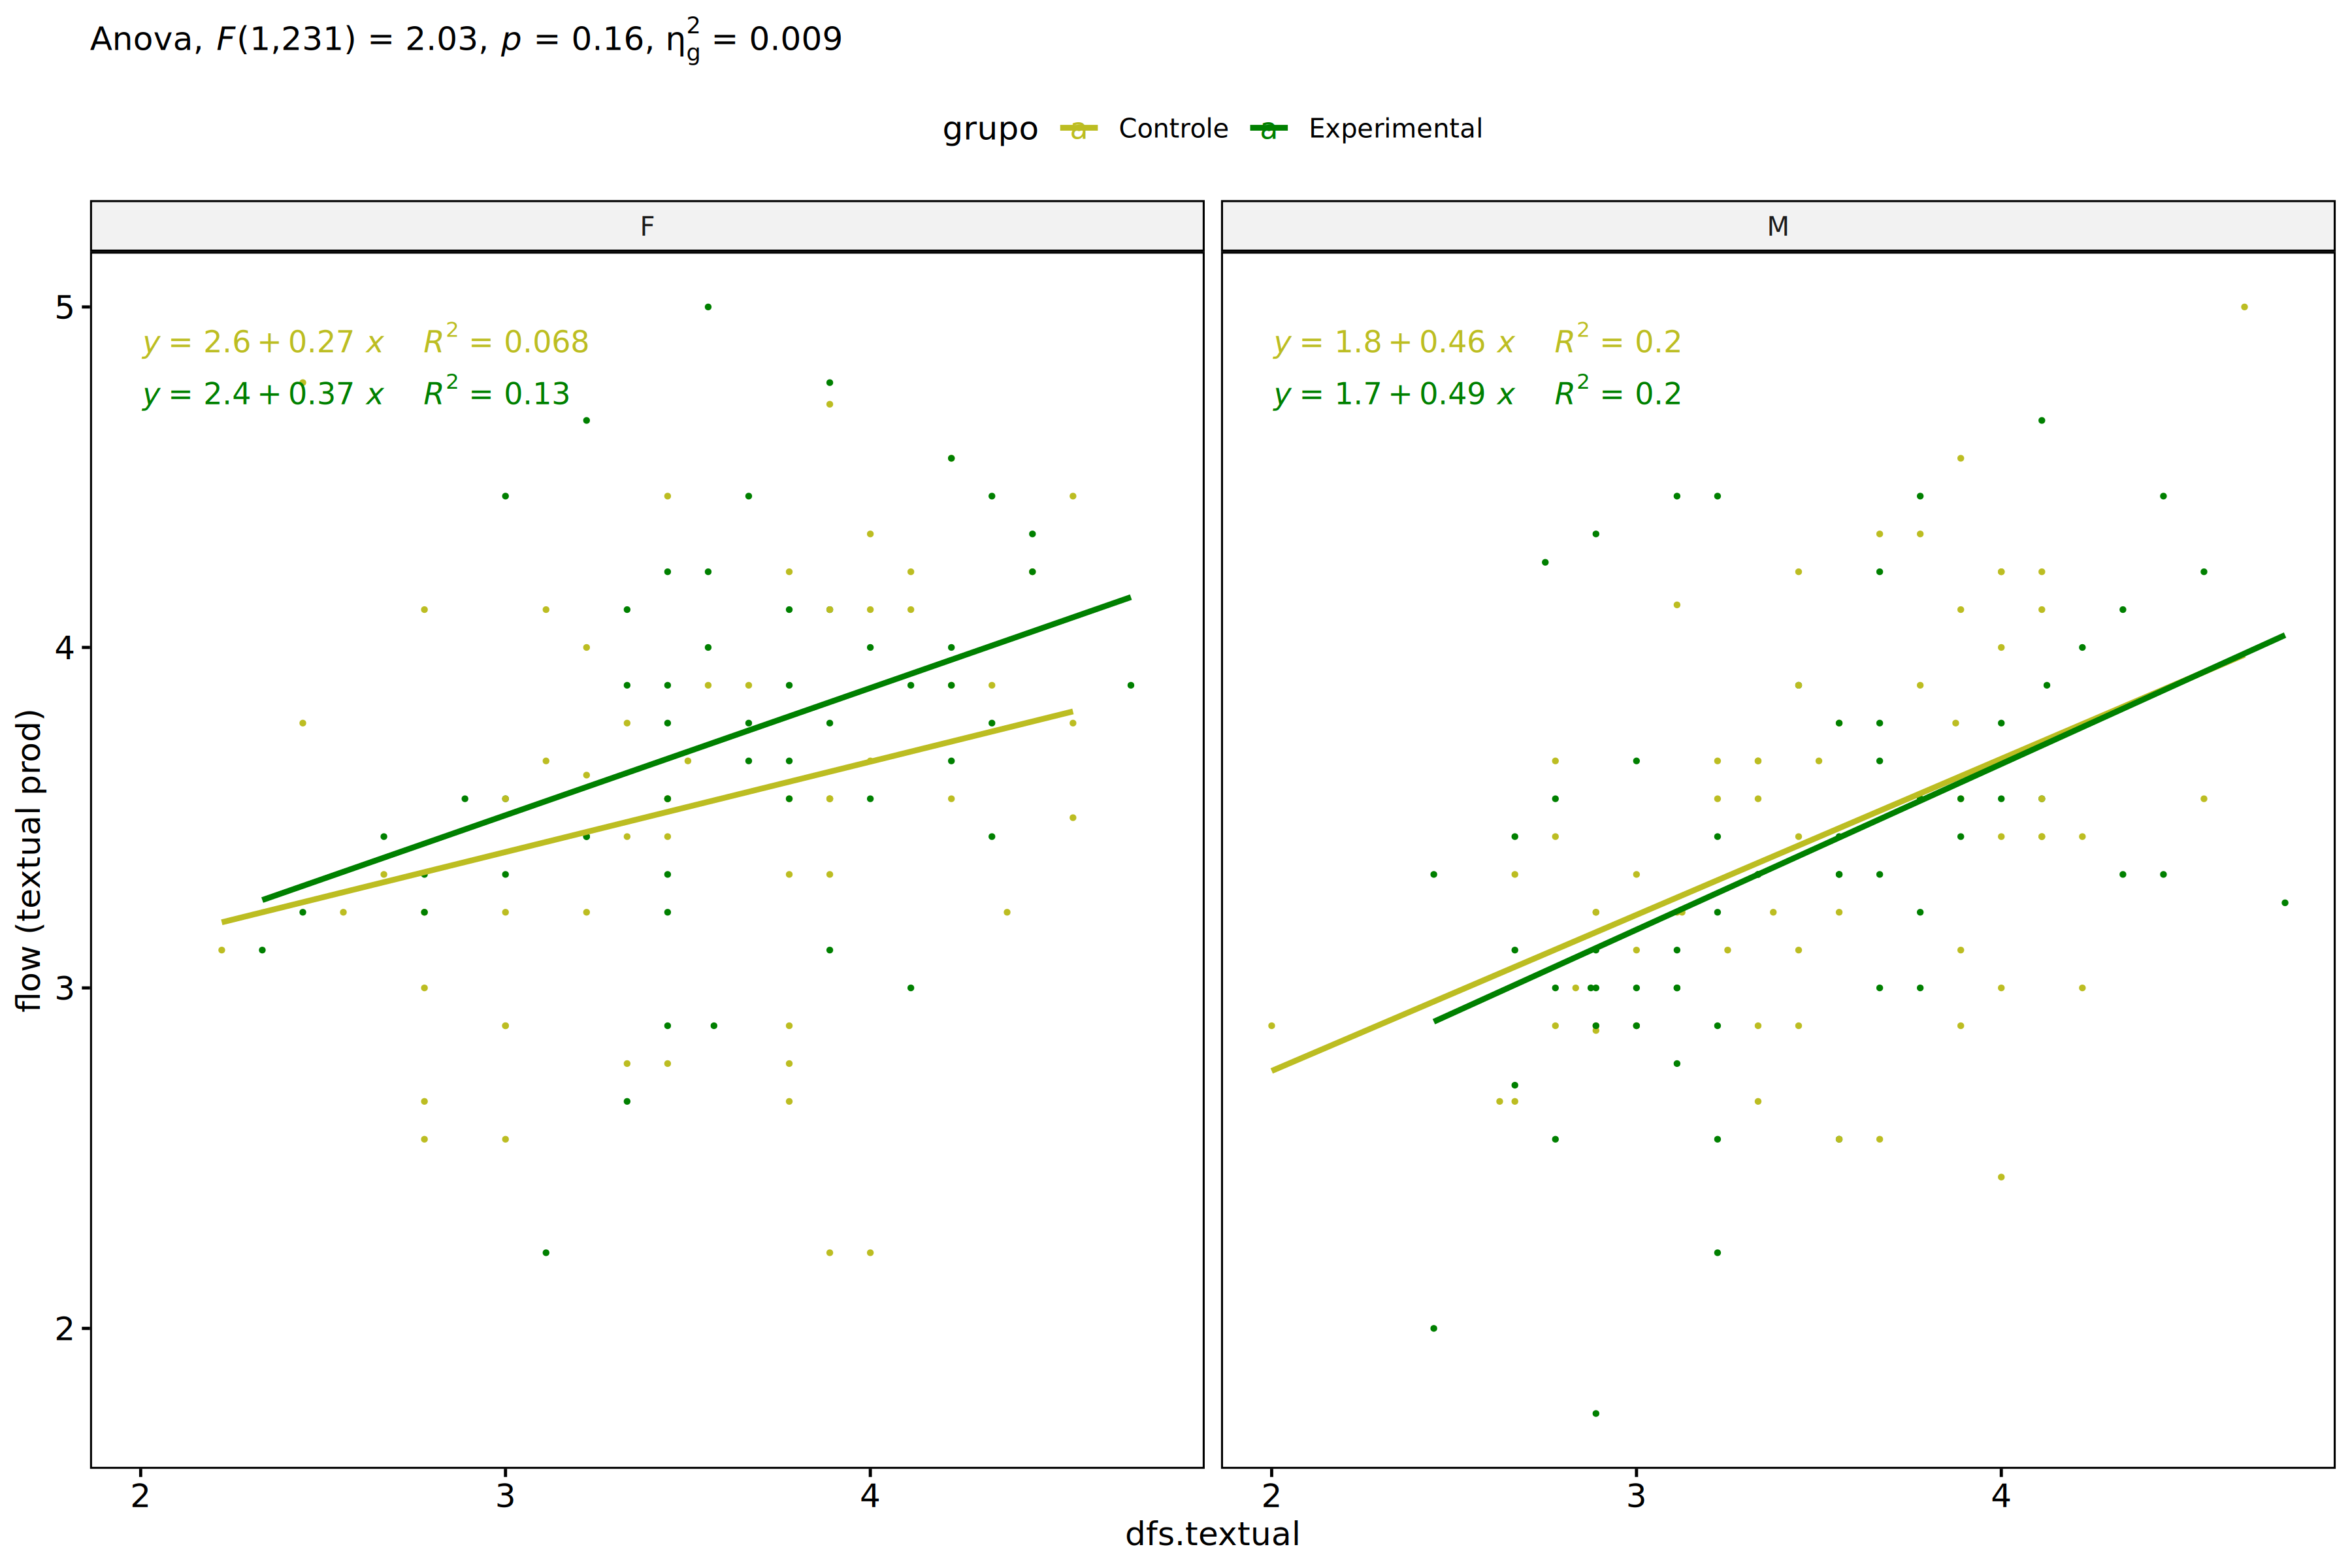 Anova, F(1,231) = 2.03, p = 0.16, η²g = 0.009
grupo a Controle a Experimental
F
M
y = 2.6 + 0.27 x R² = 0.068
y = 2.4 + 0.37 x R² = 0.13
y = 1.8 + 0.46 x R² = 0.2
y = 1.7 + 0.49 x R² = 0.2
5
4
3
2
flow (textual prod)
2 3 4
2 3 4
dfs.textual